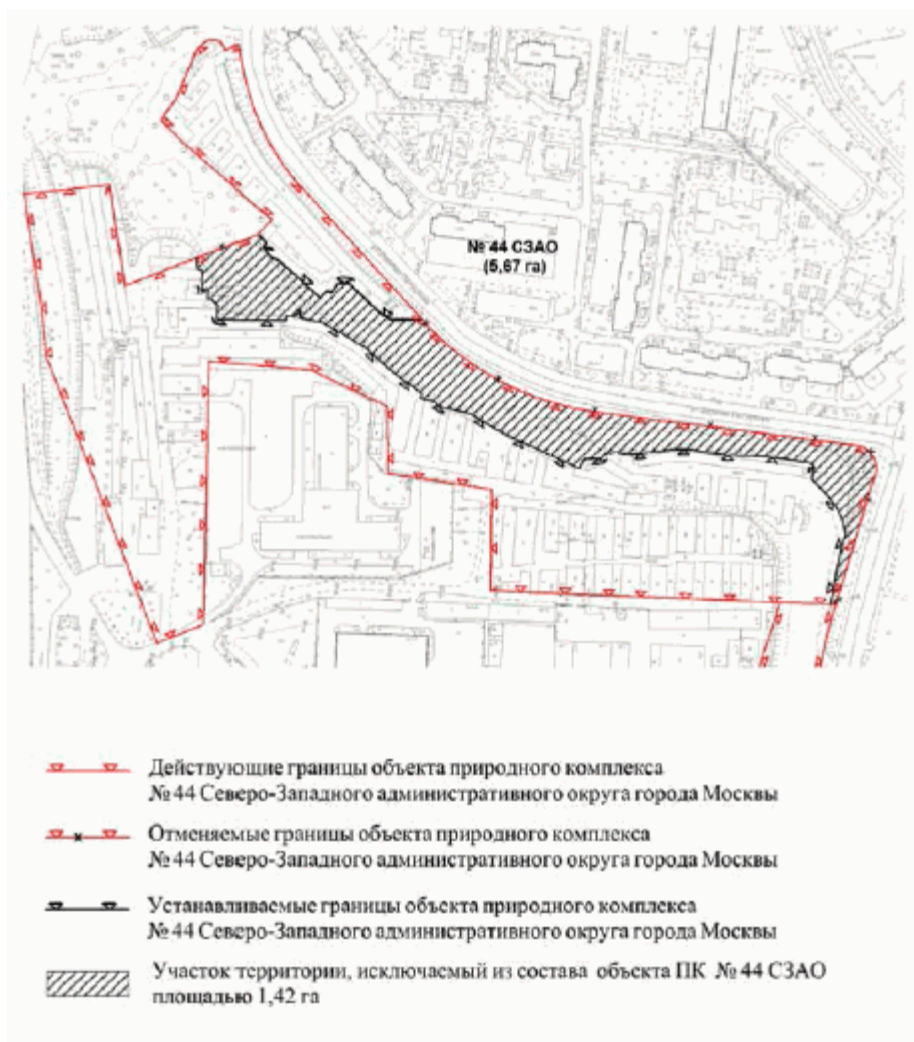 № 44 СЗАО
(5,67 га)
Действующие границы объекта природного комплекса
№ 44 Северо-Западного административного округа города Москвы
Отменяемые границы объекта природного комплекса
№ 44 Северо-Западного административного округа города Москвы
Устанавливаемые границы объекта природного комплекса
№ 44 Северо-Западного административного округа города Москвы
Участок территории, исключаемый из состава объекта ПК № 44 СЗАО
площадью 1,42 га